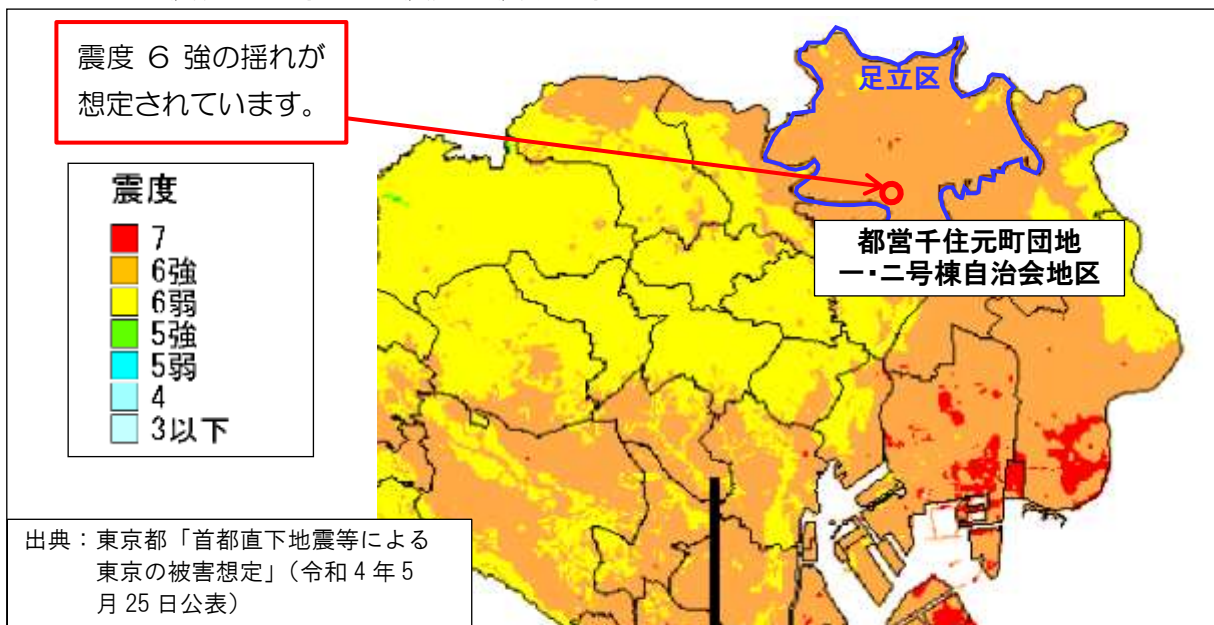 震度 6 強の揺れが
想定されています。
足立区
震度
7
6強
6弱
5強
5弱
4
3以下
都営千住元町団地
一・二号棟自治会地区
出典：東京都「首都直下地震等による
東京の被害想定」（令和4年5
月25日公表）